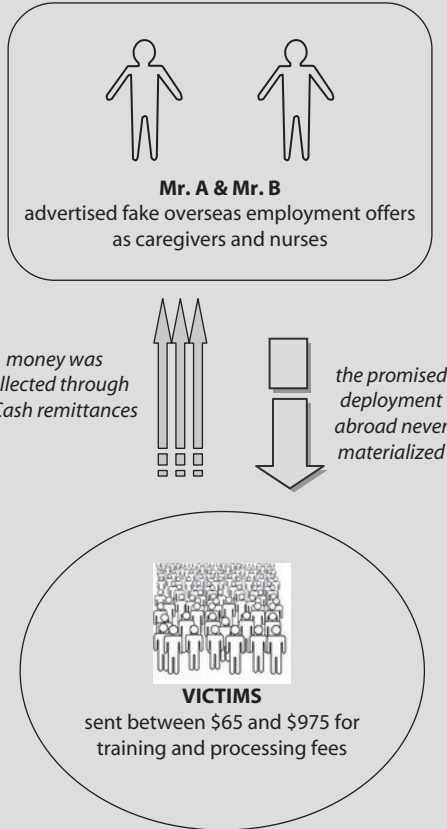 Mr. A & Mr. B
advertised fake overseas employment offers
as caregivers and nurses
money was
llected through
Cash remittances
the promised
deployment
abroad never
materialized
VICTIMS
sent between $65 and $975 for
training and processing fees